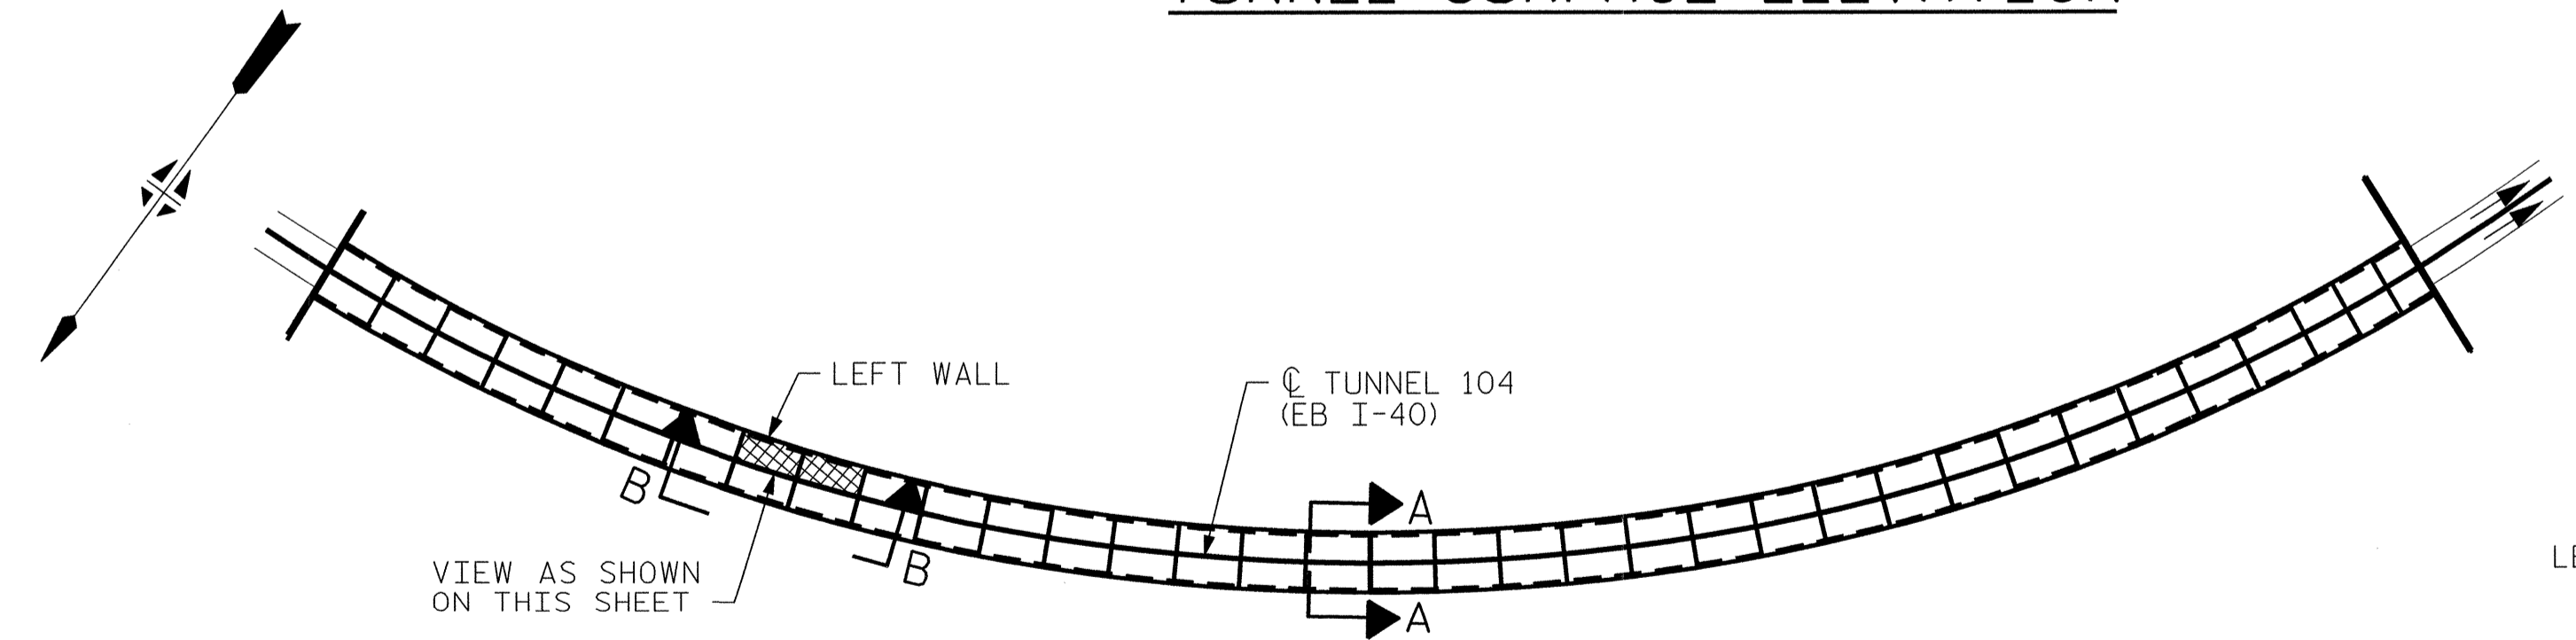 LEFT WALL
℄ TUNNEL 104
(EB I-40)
A
B
B
VIEW AS SHOWN
ON THIS SHEET
A